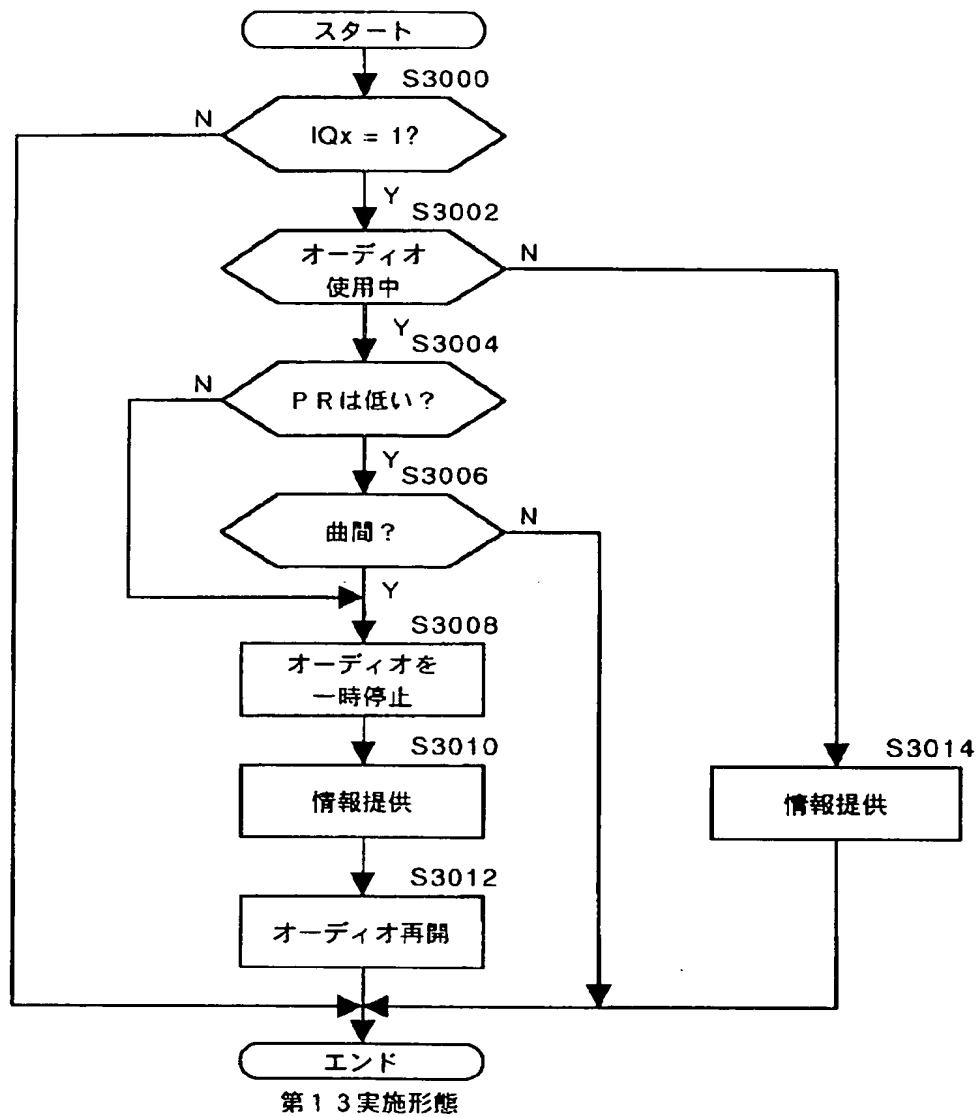 スタート
S3000
N
IQx = 1?
Y
S3002
オーディオ
使用中
N
Y
S3004
N
PRは低い?
Y
S3006
曲間?
N
Y
S3008
オーディオを
一時停止
S3010
情報提供
S3014
情報提供
S3012
オーディオ再開
エンド
第13実施形態